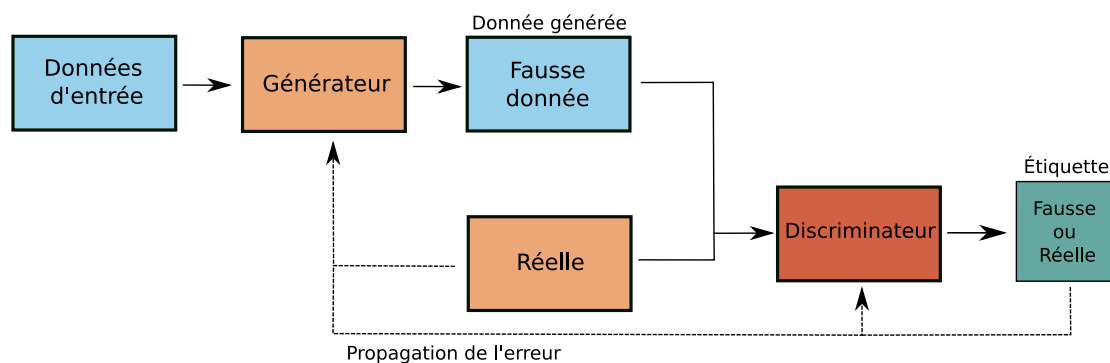 Données
d'entrée
Générateur
Donnée générée
Fausse
donnée
Réelle
Discriminateur
Étiquette
Fausse
ou
Réelle
Propagation de l'erreur